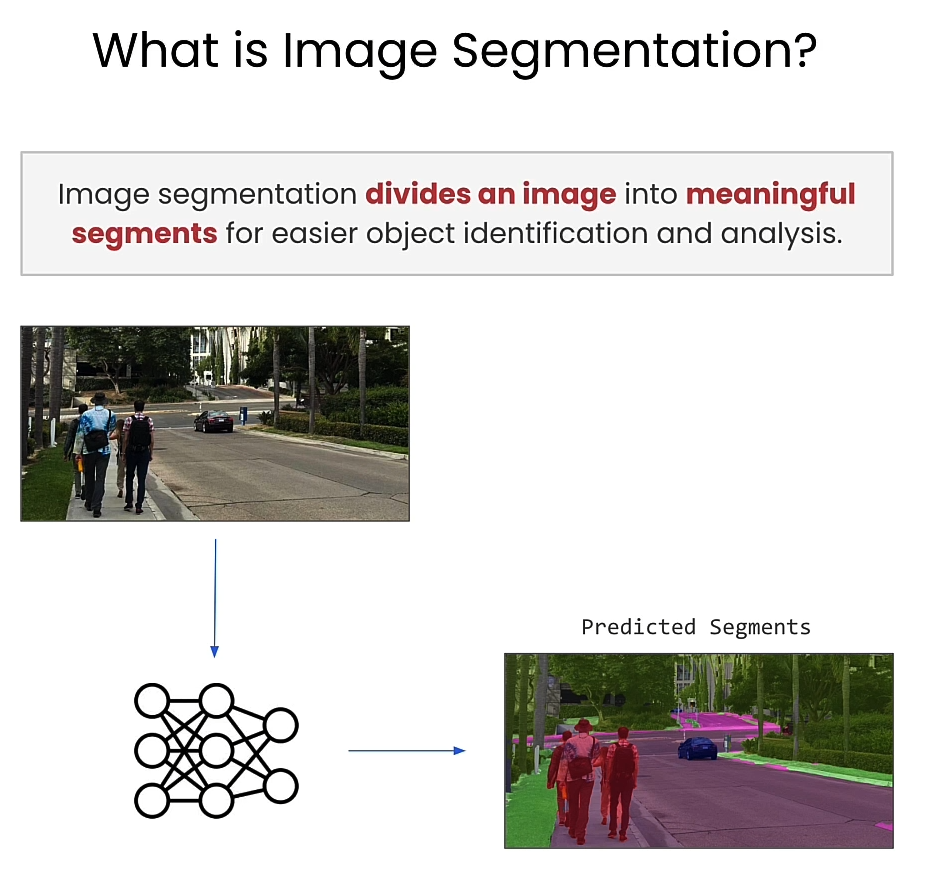 What is Image Segmentation?
Image segmentation divides an image into meaningful
segments for easier object identification and analysis.
Predicted Segments